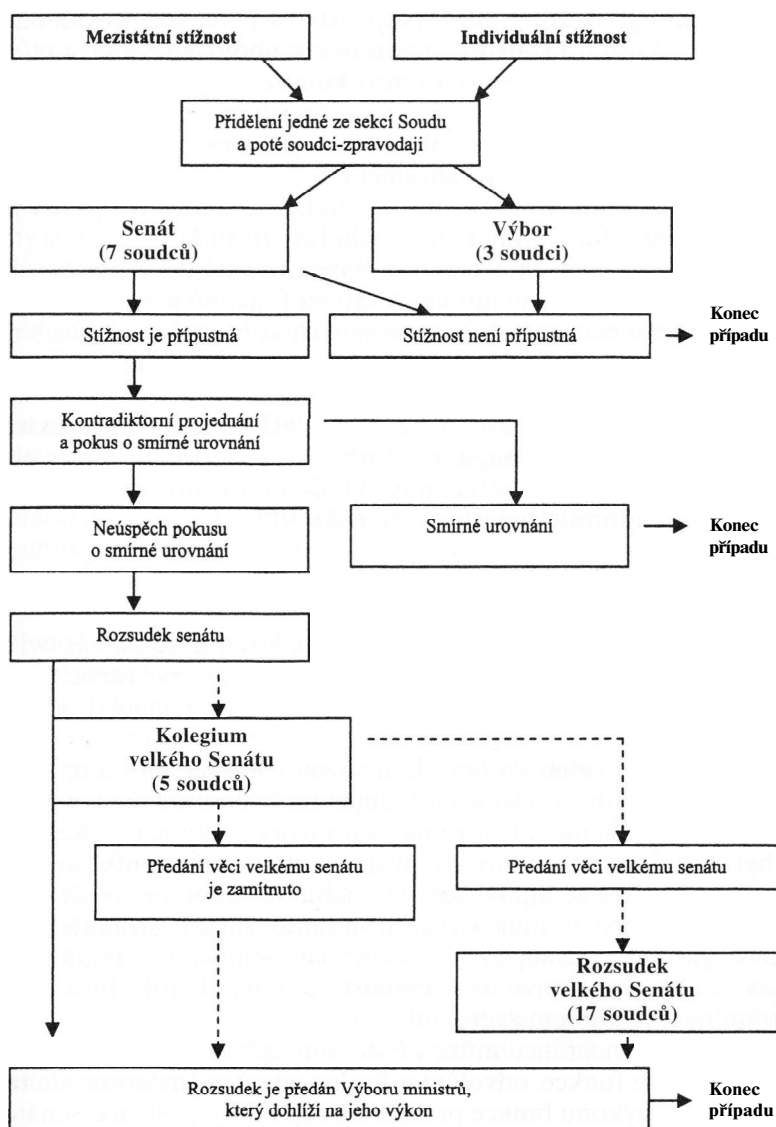 Mezistátní stížnost
Individuální stížnost
Přidělení jedné ze sekcí Soudu
a poté soudci-zpravodaji
Senát
(7 soudců)
Výbor
(3 soudci)
Stížnost je přípustná
Stížnost není přípustná
Konec
případu
Kontradiktorní projednání
a pokus o smírné urovnání
Neúspěch pokusu
o smírné urovnání
Smírné urovnání
Konec
případu
Rozsudek senátu
Kolegium
velkého Senátu
(5 soudců)
Předání věci velkému senátu
je zamítnuto
Předání věci velkému senátu
Rozsudek
velkého Senátu
(17 soudců)
Rozsudek je předán Výboru ministrů,
který dohlíží na jeho výkon
Konec
případu